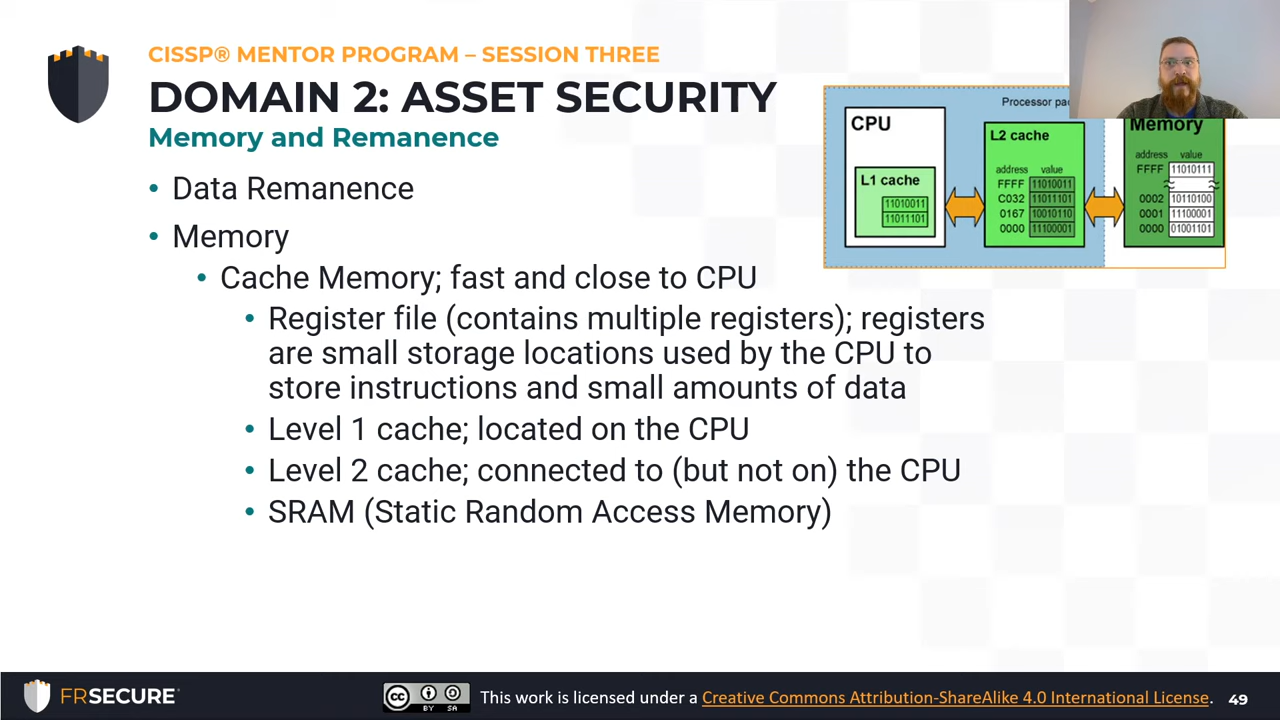 CISSP® MENTOR PROGRAM – SESSION THREE
DOMAIN 2: ASSET SECURITY
Memory and Remanence
• Data Remanence
• Memory
• Cache Memory; fast and close to CPU
• Register file (contains multiple registers); registers
are small storage locations used by the CPU to
store instructions and small amounts of data
• Level 1 cache; located on the CPU
• Level 2 cache; connected to (but not on) the CPU
• SRAM (Static Random Access Memory)
Processor
CPU
L1 cache
11010011
11011101
L2 cache
address value
FFFF 11010011
C032 11011101
0167 10010110
0000 11100001
Memory
address value
FFFF 11010111
0002 10110100
0001 11100001
0000 01001101
FRSECURE
CC
BY SA
This work is licensed under a Creative Commons Attribution-ShareAlike 4.0 International License.
49